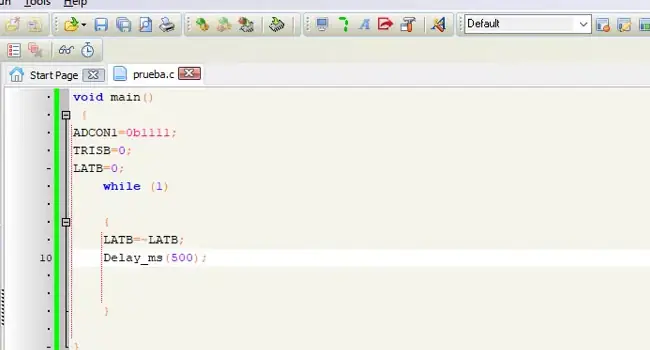 un Tools Help
Default
Start Page prueba.c
void main()
{
ADCON1=0b1111;
TRISB=0;
LATB=0;
while (1)
{
LATB=~LATB;
10 Delay_ms(500);
}
}